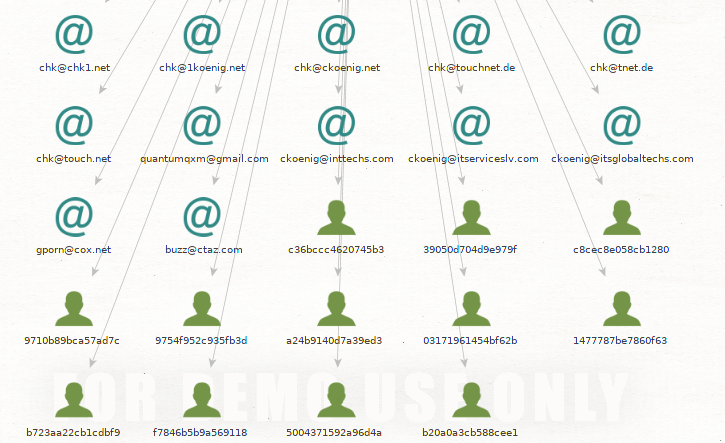 chk@chk1.net chk@1koenig.net chk@ckoenig.net chk@touchnet.de chk@tnet.de
chk@touch.net quantumqxm@gmail.com ckoenig@inttechs.com ckoenig@itserviceslv.com ckoenig@itsglobaltechs.com
gporn@cox.net buzz@ctaz.com c36bccc4620745b3 39050d704d9e979f c8cec8e058cb1280
9710b89bca57ad7c 9754f952c935fb3d a24b9140d7a39ed3 03171961454bf62b 1477787be7860f63
FOR DEMO USE ONLY
b723aa22cb1cdbf9 f7846b5b9a569118 5004371592a96d4a b20a0a3cb588cee1